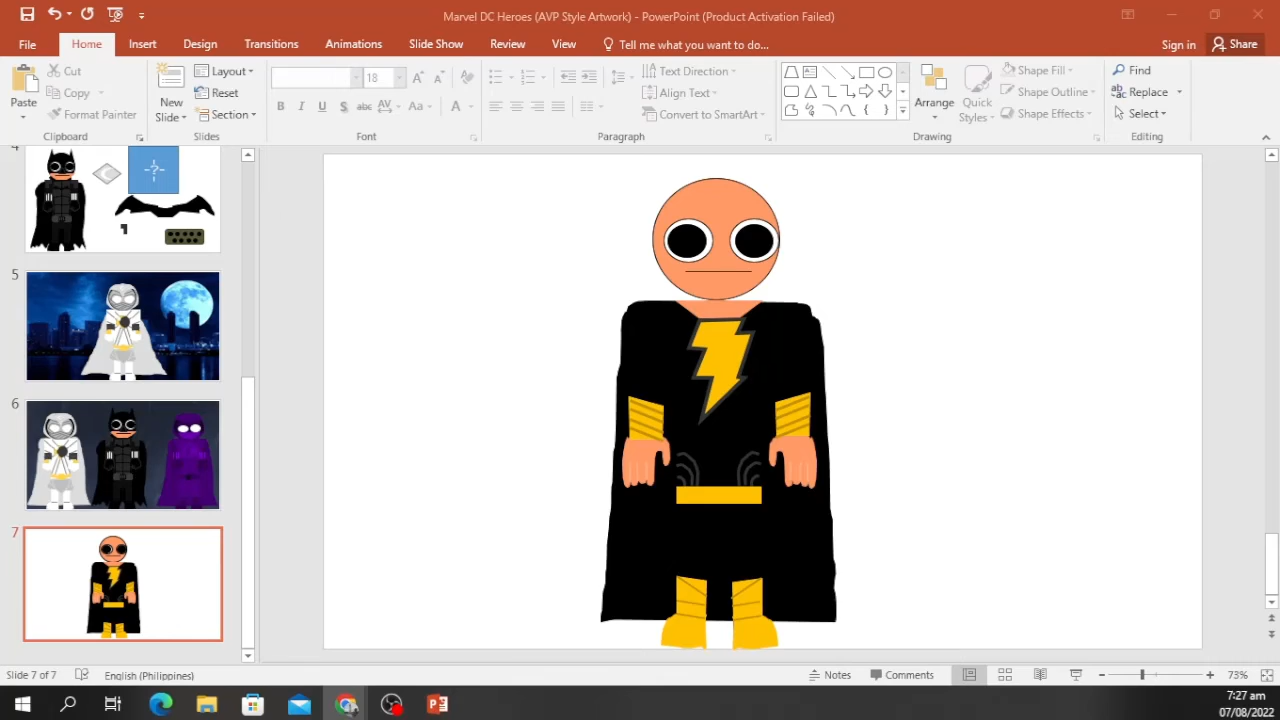 Marvel DC Heroes (AVP Style Artwork) - PowerPoint (Product Activation Failed)
File Home Insert Design Transitions Animations Slide Show Review View Tell me what you want to do... Sign in Share
Paste
Cut
Copy
Format Painter
Clipboard
New Slide
Layout
Reset
Section
Slides
18
B I U S abc AV Aa A
Font
Text Direction
Align Text
Convert to SmartArt
Paragraph
Arrange
Quick Styles
Shape Fill
Shape Outline
Shape Effects
Drawing
Find
Replace
Select
Editing
4
?
5
6
7
Slide 7 of 7 English (Philippines) Notes Comments 73%
7:27 am
07/08/2022